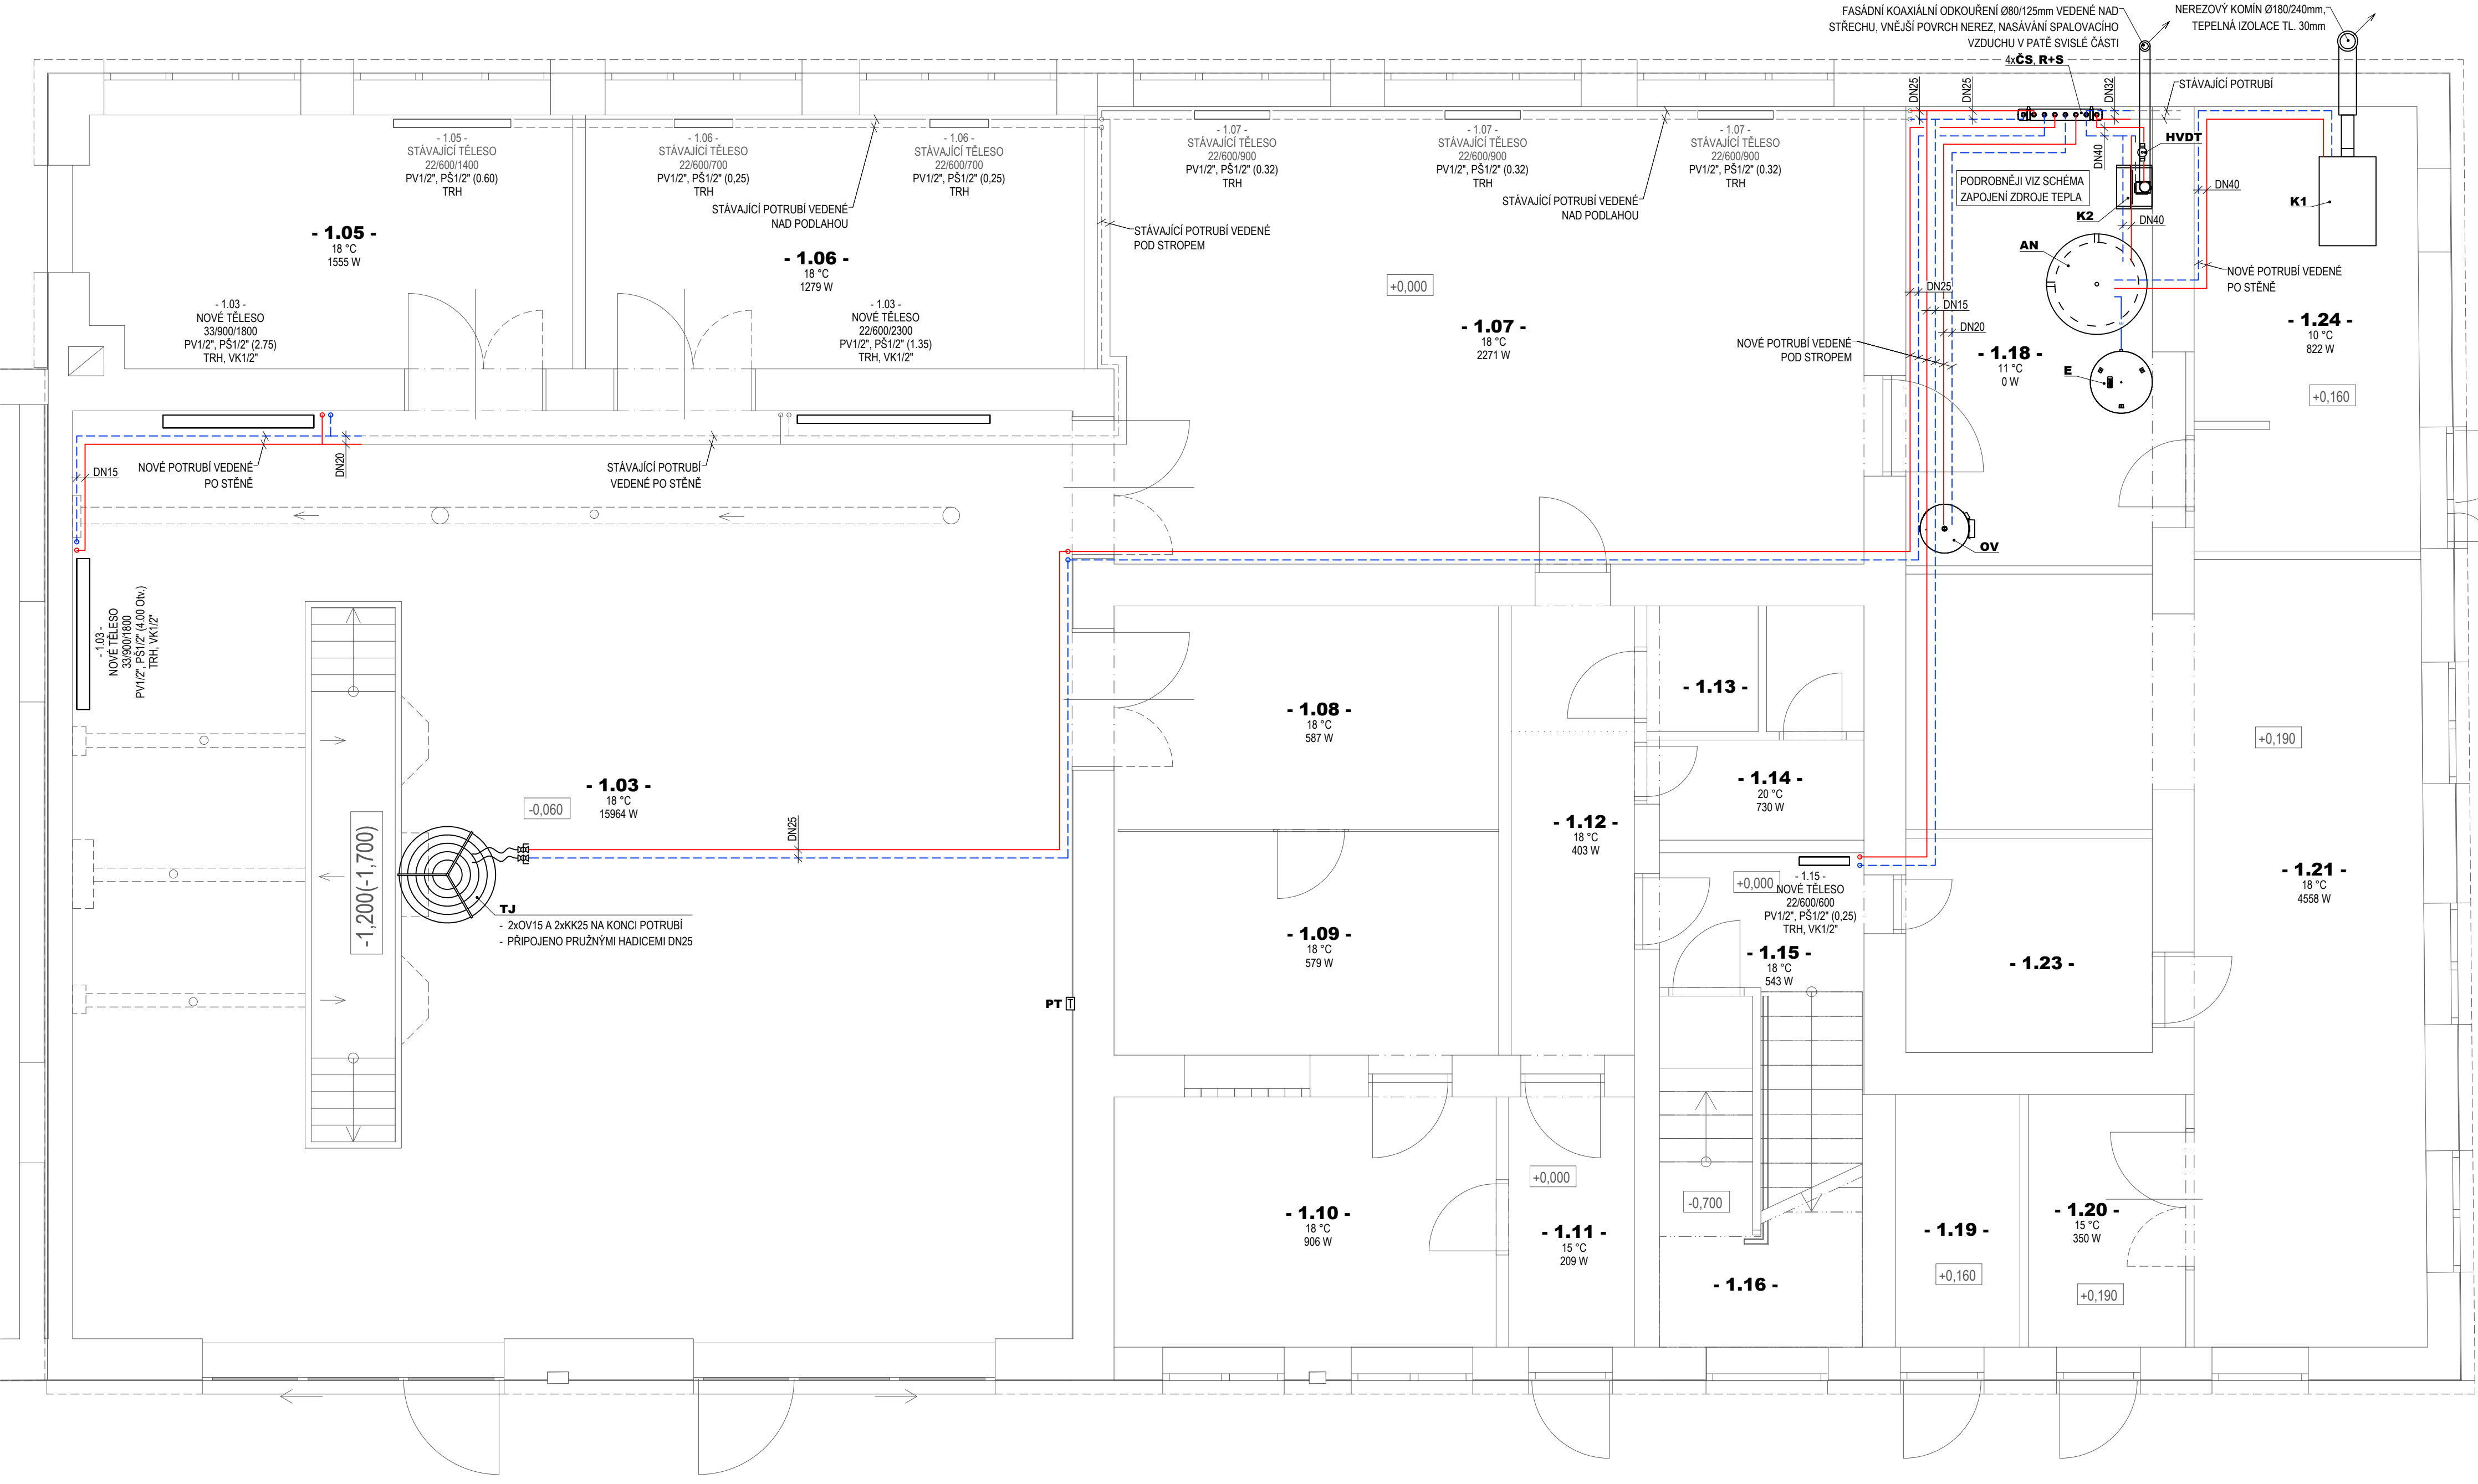 FASÁDNÍ KOAXIÁLNÍ ODKOUŘENÍ Ø80/125mm VEDENÉ NAD
STŘECHU, VNĚJŠÍ POVRCH NEREZ, NASÁVÁNÍ SPALOVACÍHO
VZDUCHU V PATĚ SVISLÉ ČÁSTI
4xČS, R+S
NEREZOVÝ KOMÍN Ø180/240mm,
TEPELNÁ IZOLACE TL. 30mm
STÁVAJÍCÍ POTRUBÍ
DN25
DN25
DN32
DN40
HVDT
PODROBNĚJI VIZ SCHÉMA
ZAPOJENÍ ZDROJE TEPLA
K2
DN40
DN40
K1
AN
NOVÉ POTRUBÍ VEDENÉ
PO STĚNĚ
- 1.05 -
STÁVAJÍCÍ TĚLESO
22/600/1400
PV1/2", PŠ1/2" (0.60)
TRH
- 1.06 -
STÁVAJÍCÍ TĚLESO
22/600/700
PV1/2", PŠ1/2" (0,25)
TRH
- 1.06 -
STÁVAJÍCÍ TĚLESO
22/600/700
PV1/2", PŠ1/2" (0,25)
TRH
- 1.07 -
STÁVAJÍCÍ TĚLESO
22/600/900
PV1/2", PŠ1/2" (0.32)
TRH
- 1.07 -
STÁVAJÍCÍ TĚLESO
22/600/900
PV1/2", PŠ1/2" (0.32)
TRH
- 1.07 -
STÁVAJÍCÍ TĚLESO
22/600/900
PV1/2", PŠ1/2" (0.32)
TRH
STÁVAJÍCÍ POTRUBÍ VEDENÉ
NAD PODLAHOU
STÁVAJÍCÍ POTRUBÍ VEDENÉ
POD STROPEM
STÁVAJÍCÍ POTRUBÍ VEDENÉ
NAD PODLAHOU
- 1.05 -
18 °C
1555 W
- 1.06 -
18 °C
1279 W
- 1.03 -
NOVÉ TĚLESO
33/900/1800
PV1/2", PŠ1/2" (2.75)
TRH, VK1/2"
- 1.03 -
NOVÉ TĚLESO
22/600/2300
PV1/2", PŠ1/2" (1.35)
TRH, VK1/2"
+0,000
- 1.07 -
18 °C
2271 W
DN25
DN15
DN20
NOVÉ POTRUBÍ VEDENÉ
POD STROPEM
- 1.18 -
11 °C
0 W
E
- 1.24 -
10 °C
822 W
+0,160
DN15
NOVÉ POTRUBÍ VEDENÉ
PO STĚNĚ
DN20
STÁVAJÍCÍ POTRUBÍ
VEDENÉ PO STĚNĚ
OV
- 1.03 -
NOVÉ TĚLESO
33/900/1800
PV1/2", PŠ1/2" (4.00 Otv.)
TRH, VK1/2"
- 1.08 -
18 °C
587 W
- 1.13 -
+0,190
- 1.03 -
18 °C
15964 W
-0,060
DN25
- 1.14 -
20 °C
730 W
- 1.12 -
18 °C
403 W
-1,200(-1,700)
TJ
- 2xOV15 A 2xKK25 NA KONCI POTRUBÍ
- PŘIPOJENO PRUŽNÝMI HADICEMI DN25
+0,000
- 1.15 -
NOVÉ TĚLESO
22/600/600
PV1/2", PŠ1/2" (0,25)
TRH, VK1/2"
- 1.21 -
18 °C
4558 W
- 1.09 -
18 °C
579 W
- 1.15 -
18 °C
543 W
- 1.23 -
PT T
+0,000
-0,700
- 1.10 -
18 °C
906 W
- 1.11 -
15 °C
209 W
- 1.16 -
- 1.19 -
+0,160
- 1.20 -
15 °C
350 W
+0,190